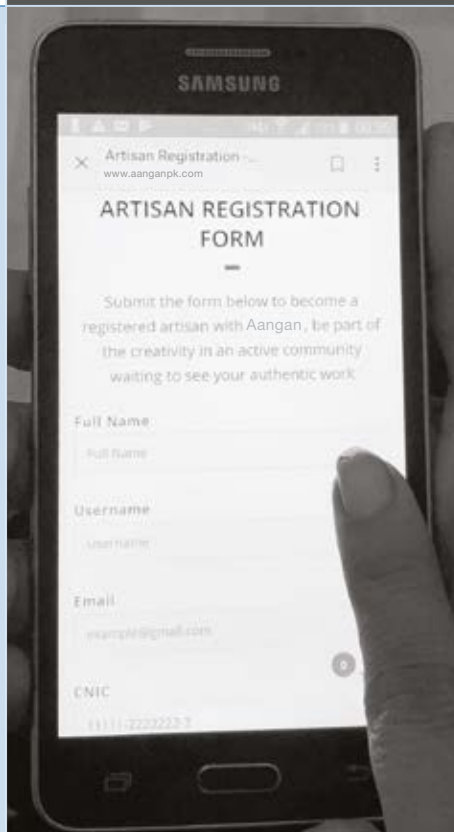 SAMSUNG
Artisan Registration -...
www.aanganpk.com
ARTISAN REGISTRATION
FORM
Submit the form below to become a
registered artisan with Aangan, be part of
the creativity in an active community
waiting to see your authentic work
Full Name
Full Name
Username
username
Email
example@gmail.com
0
CNIC
11111-2222222-3